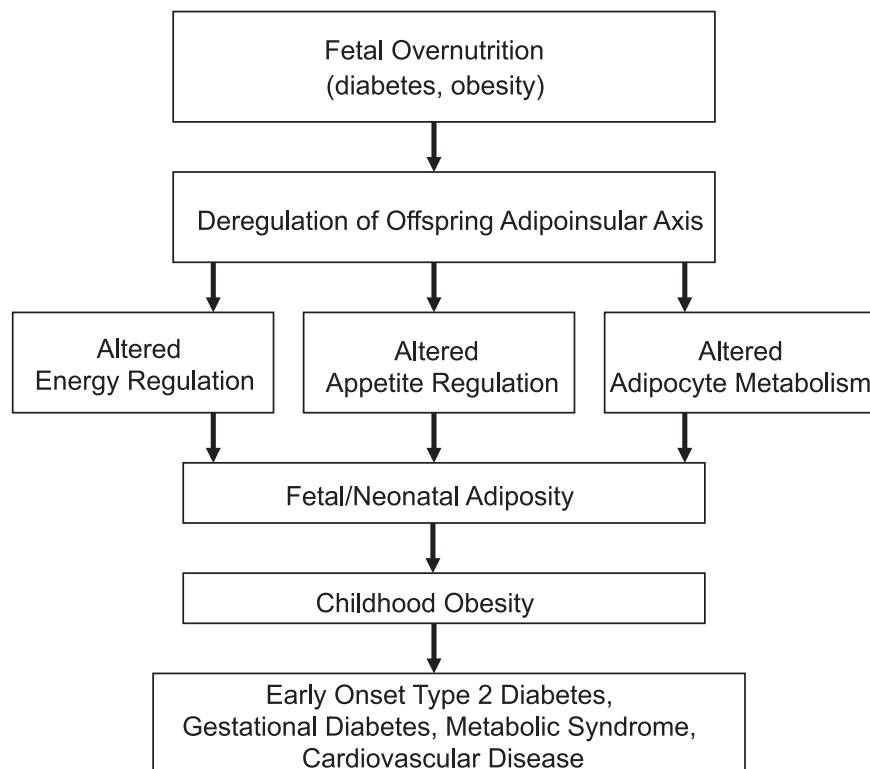 Fetal Overnutrition
(diabetes, obesity)
Deregulation of Offspring Adipoinsular Axis
Altered
Energy Regulation
Altered
Appetite Regulation
Altered
Adipocyte Metabolism
Fetal/Neonatal Adiposity
Childhood Obesity
Early Onset Type 2 Diabetes,
Gestational Diabetes, Metabolic Syndrome,
Cardiovascular Disease